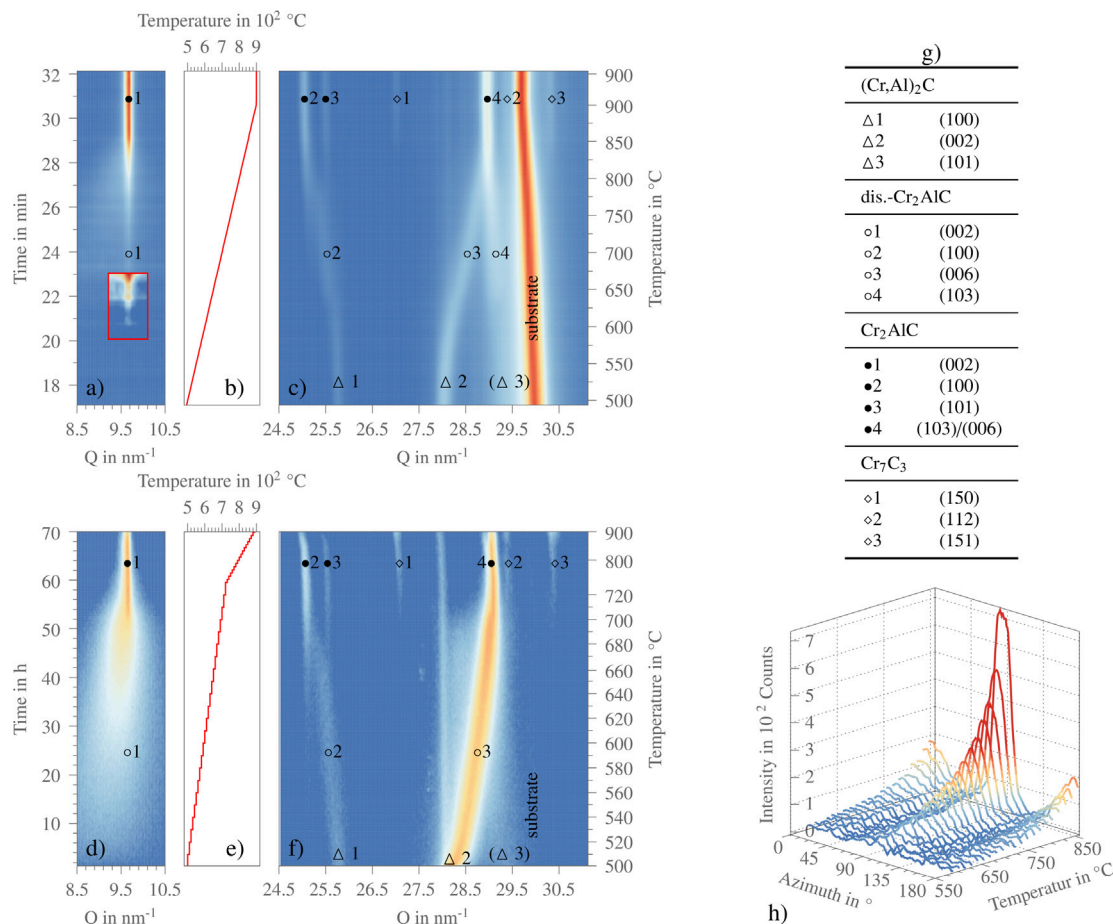 Temperature in 10² °C
5 6 7 8 9
32
30
28
26
24
22
20
18
Time in min
1
1
a)
8.5 9.5 10.5
Q in nm⁻¹
b)
2 3 1 4 2 3
2
3 4
substrate
c)
△ 1 △ 2 (△ 3)
24.5 25.5 26.5 27.5 28.5 29.5 30.5
Q in nm⁻¹
900
900
850
800
750
700
650
600
550
500
Temperature in °C
g)
(Cr,Al)₂C
△1 (100)
△2 (002)
△3 (101)
dis.-Cr₂AlC
○1 (002)
○2 (100)
○3 (006)
○4 (103)
Cr₂AlC
●1 (002)
●2 (100)
●3 (101)
●4 (103)/(006)
Cr₇C₃
◇1 (150)
◇2 (112)
◇3 (151)
Temperature in 10² °C
5 6 7 8 9
70
60
50
40
30
20
10
Time in h
1
1
d)
8.5 9.5 10.5
Q in nm⁻¹
e)
2 3 1 4 2 3
2
3
substrate
f)
△ 1 △ 2 (△ 3)
24.5 25.5 26.5 27.5 28.5 29.5 30.5
Q in nm⁻¹
900
800
720
700
680
660
640
620
600
580
560
540
520
500
Temperature in °C
7
6
5
4
3
2
1
0
Intensity in 10² Counts
0 45 90 135 180
Azimuth in °
550 650 750 850
Temperatur in °C
h)